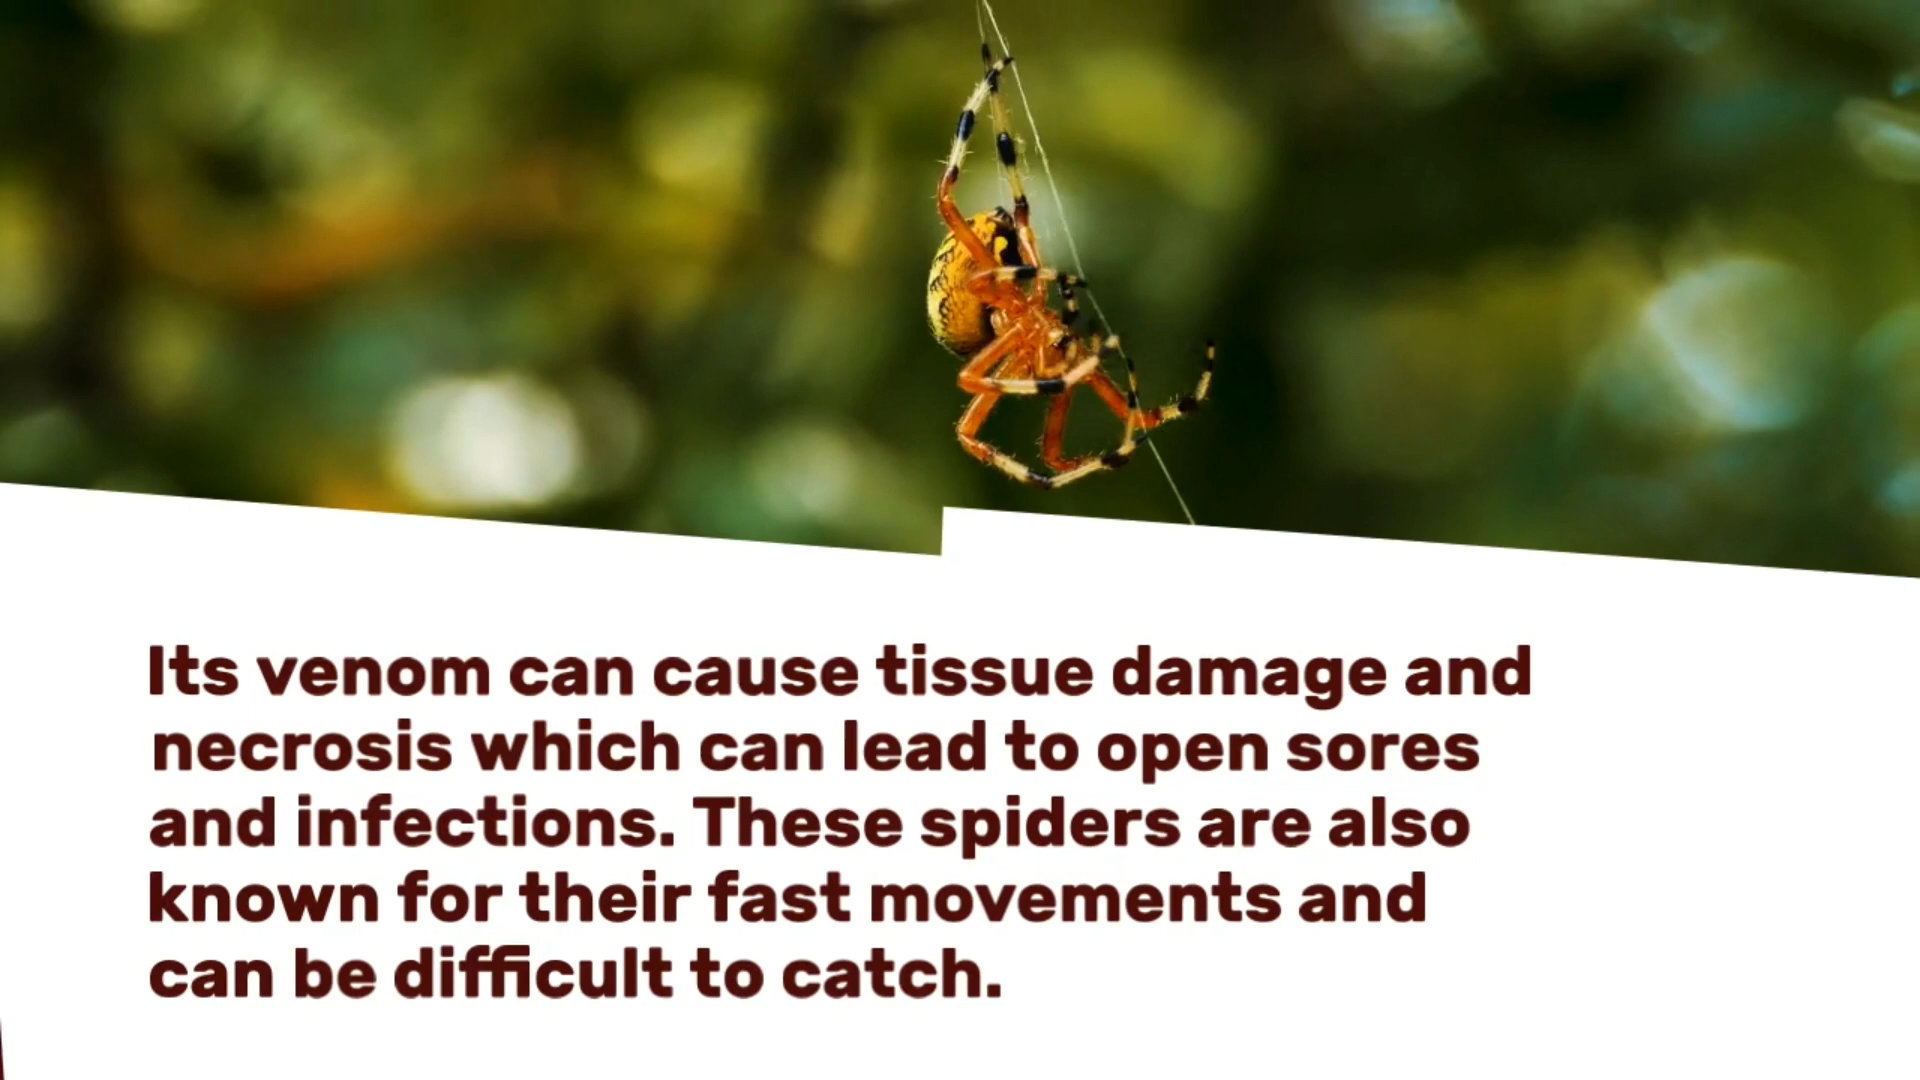 Its venom can cause tissue damage and
necrosis which can lead to open sores
and infections. These spiders are also
known for their fast movements and
can be difficult to catch.